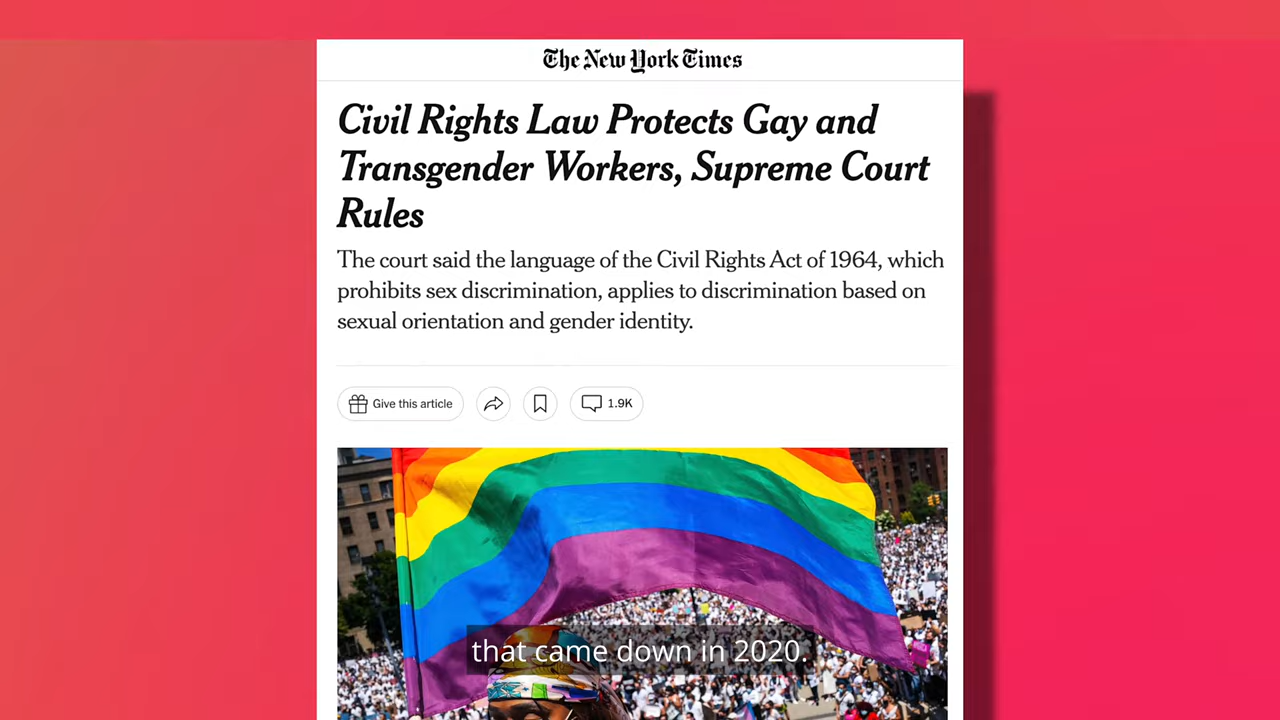 The New York Times
Civil Rights Law Protects Gay and
Transgender Workers, Supreme Court
Rules
The court said the language of the Civil Rights Act of 1964, which
prohibits sex discrimination, applies to discrimination based on
sexual orientation and gender identity.
Give this article
1.9K
that came down in 2020.